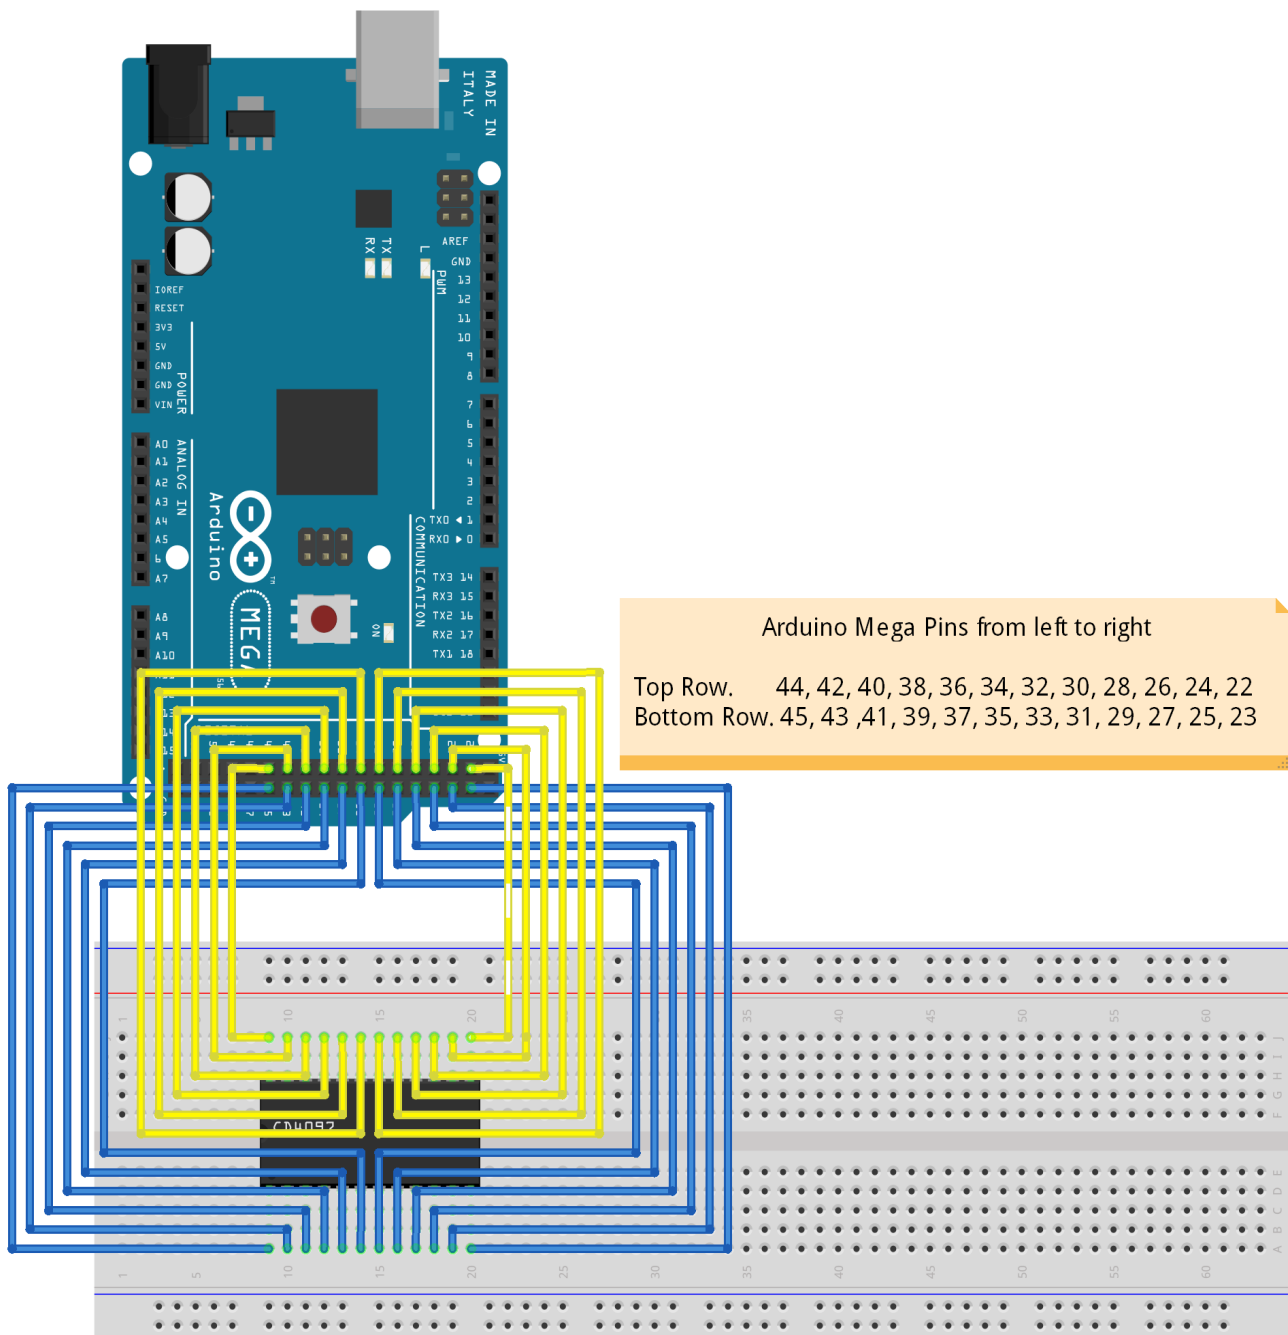 MADE IN
ITALY
RX
TX
L
PWM
AREF
GND
13
12
11
10
9
8
IOREF
RESET
3V3
5V
GND
GND
VIN
POWER
7
6
5
4
3
2
TX0 ◄ 1
RX0 ► 0
A0
A1
A2
A3
A4
A5
6
A7
ANALOG IN
Arduino
TM
COMMUNICATION
TX3 14
RX3 15
TX2 16
RX2 17
TX1 18
A8
A9
A10
MEGA
ON
Arduino Mega Pins from left to right
Top Row. 44, 42, 40, 38, 36, 34, 32, 30, 28, 26, 24, 22
Bottom Row. 45, 43 ,41, 39, 37, 35, 33, 31, 29, 27, 25, 23
1 10 15 20 35 40 45 50 55 60
J
I
H
G
F
CD4097
E
D
C
B
A
1 5 10 15 20 25 30 35 40 45 50 55 60